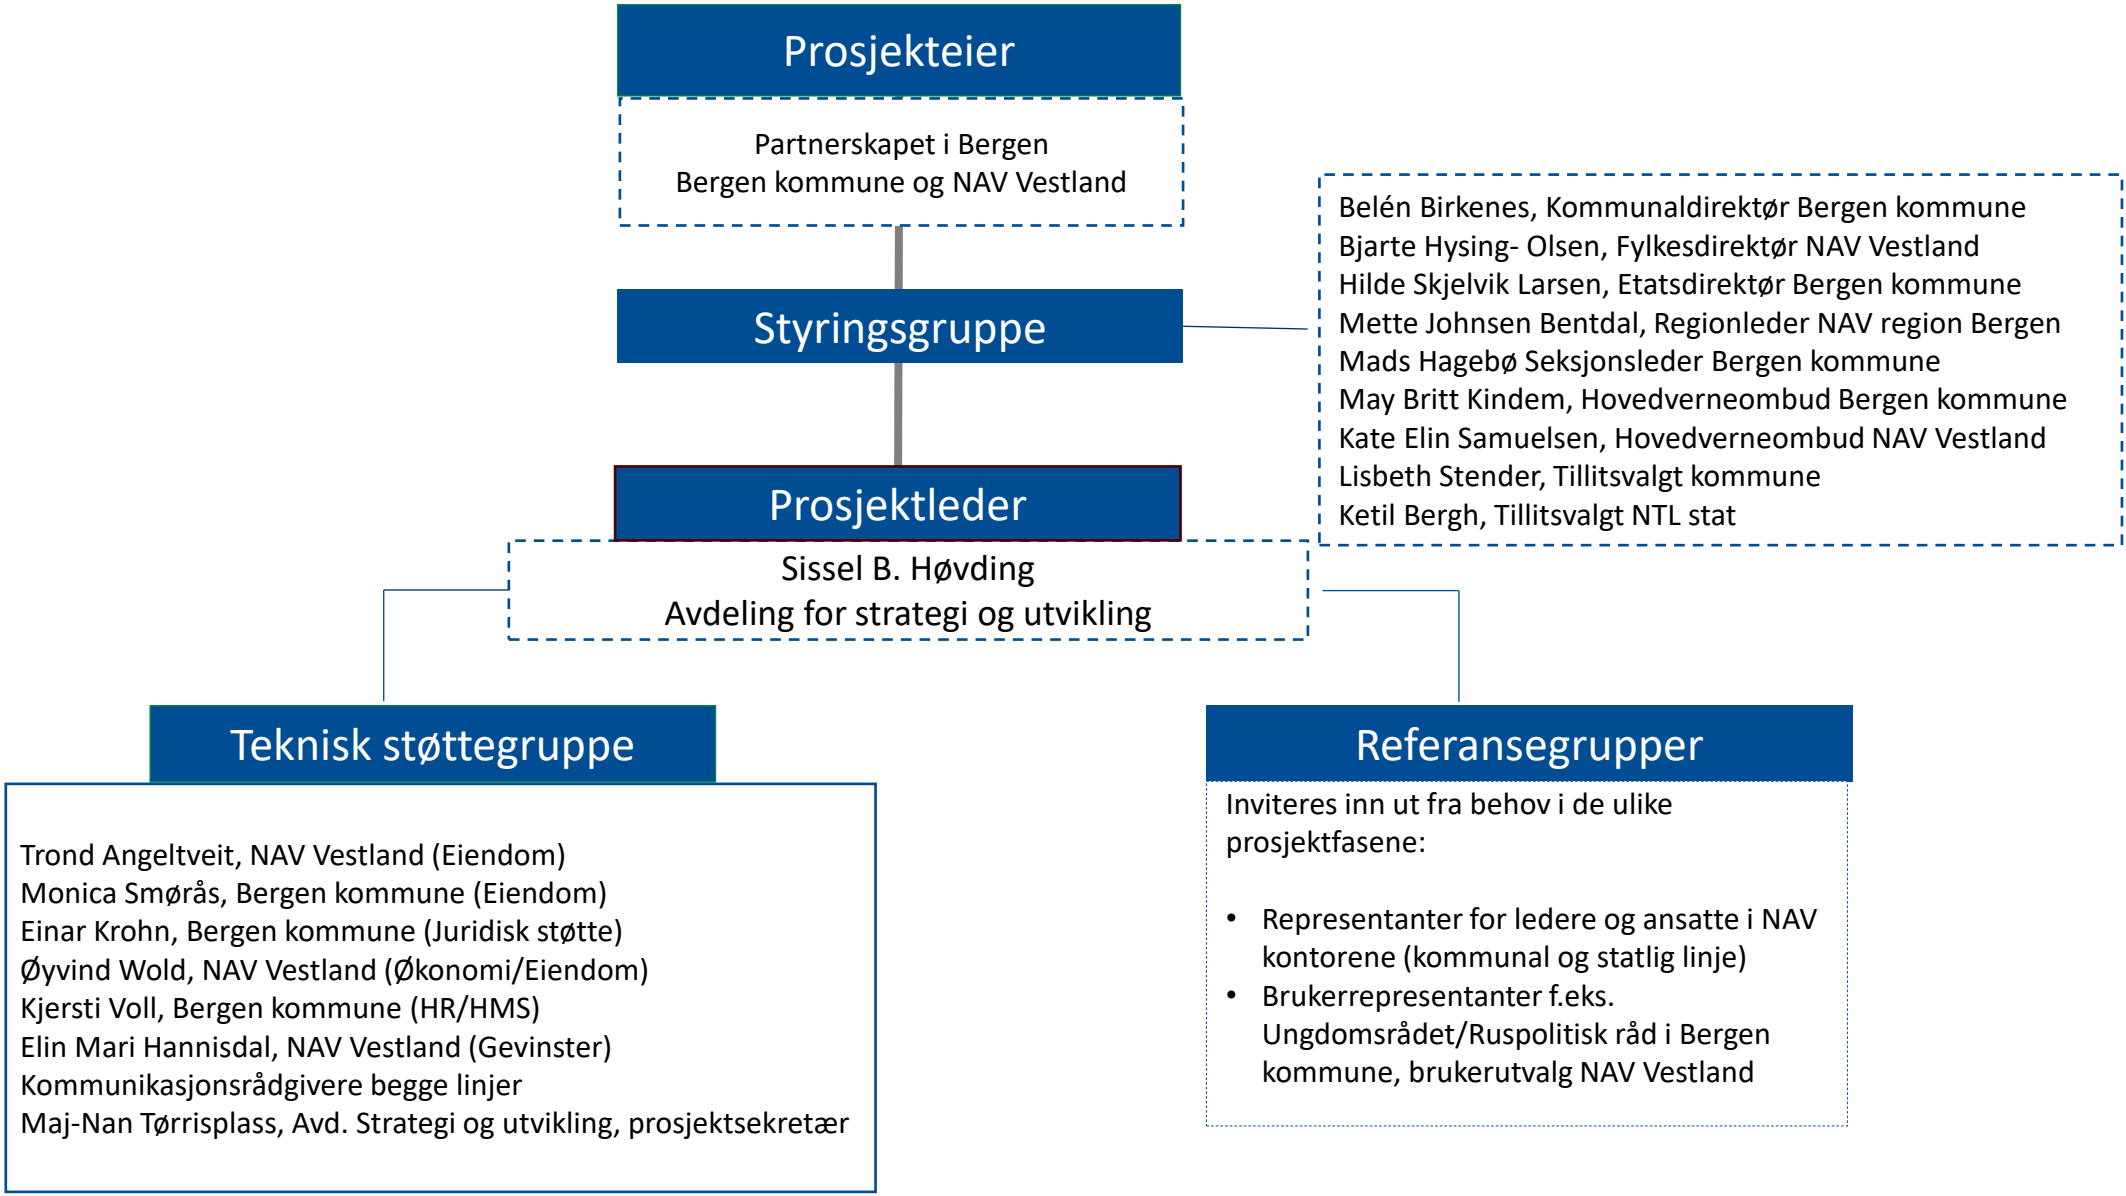 Prosjekteier
Partnerskapet i Bergen
Bergen kommune og NAV Vestland
Styringsgruppe
Belén Birkenes, Kommunaldirektør Bergen kommune
Bjarte Hysing- Olsen, Fylkesdirektør NAV Vestland
Hilde Skjelvik Larsen, Etatsdirektør Bergen kommune
Mette Johnsen Bentdal, Regionleder NAV region Bergen
Mads Hagebø Seksjonsleder Bergen kommune
May Britt Kindem, Hovedverneombud Bergen kommune
Kate Elin Samuelsen, Hovedverneombud NAV Vestland
Lisbeth Stender, Tillitsvalgt kommune
Ketil Bergh, Tillitsvalgt NTL stat
Prosjektleder
Sissel B. Høvding
Avdeling for strategi og utvikling
Teknisk støttegruppe
Trond Angeltveit, NAV Vestland (Eiendom)
Monica Smørås, Bergen kommune (Eiendom)
Einar Krohn, Bergen kommune (Juridisk støtte)
Øyvind Wold, NAV Vestland (Økonomi/Eiendom)
Kjersti Voll, Bergen kommune (HR/HMS)
Elin Mari Hannisdal, NAV Vestland (Gevinster)
Kommunikasjonsrådgivere begge linjer
Maj-Nan Tørrisplass, Avd. Strategi og utvikling, prosjektsekretær
Referansegrupper
Inviteres inn ut fra behov i de ulike
prosjektfasene:
• Representanter for ledere og ansatte i NAV
kontorene (kommunal og statlig linje)
• Brukerrepresentanter f.eks.
Ungdomsrådet/Ruspolitisk råd i Bergen
kommune, brukerutvalg NAV Vestland